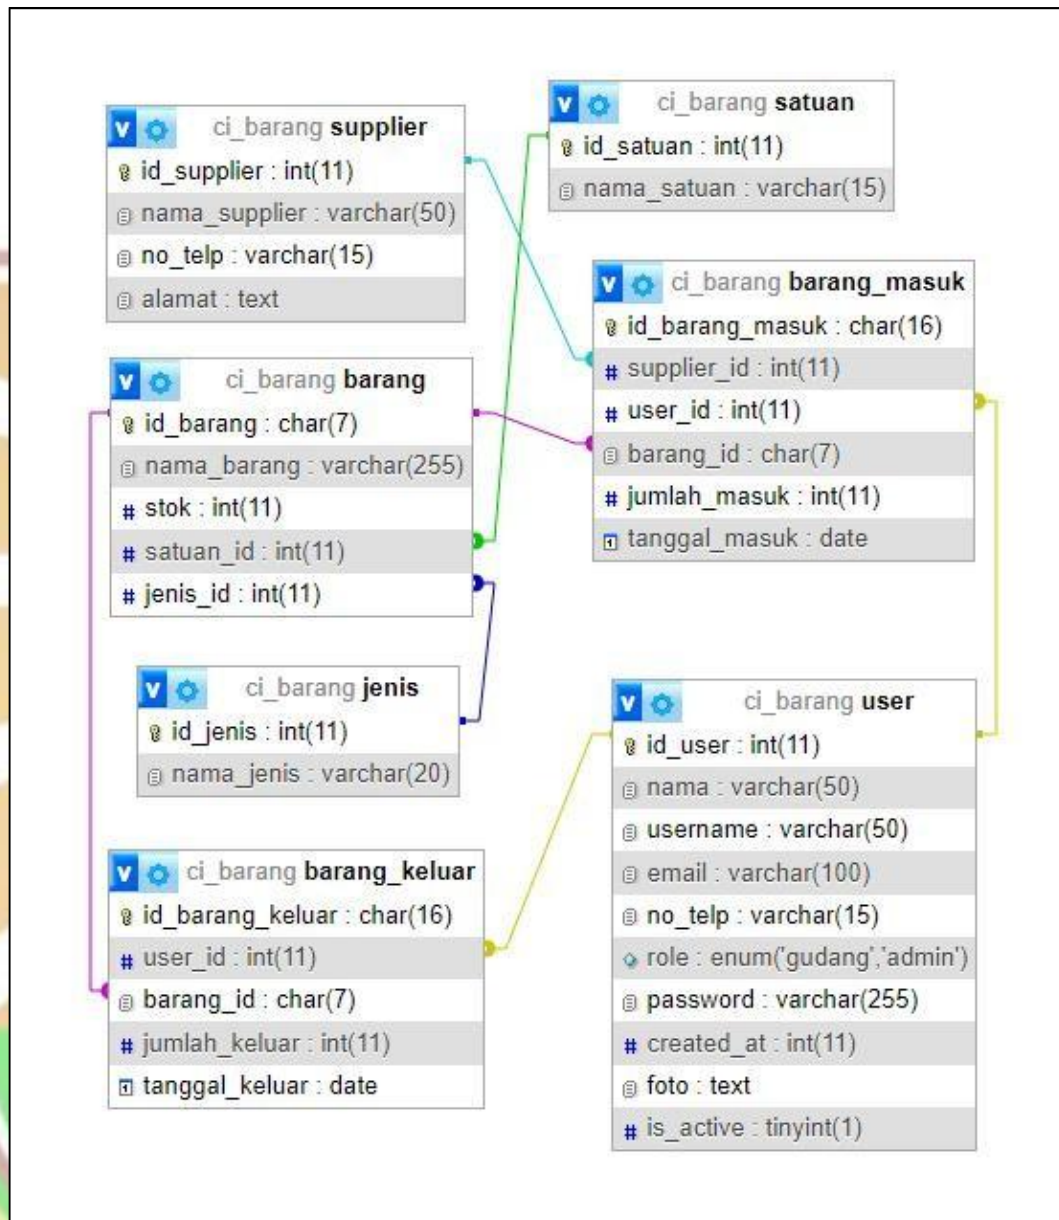 ci_barang supplier
id_supplier : int(11)
nama_supplier : varchar(50)
no_telp : varchar(15)
alamat : text
ci_barang satuan
id_satuan : int(11)
nama_satuan : varchar(15)
ci_barang barang_masuk
id_barang_masuk : char(16)
supplier_id : int(11)
user_id : int(11)
barang_id : char(7)
jumlah_masuk : int(11)
tanggal_masuk : date
ci_barang barang
id_barang : char(7)
nama_barang : varchar(255)
stok : int(11)
satuan_id : int(11)
jenis_id : int(11)
ci_barang jenis
id_jenis : int(11)
nama_jenis : varchar(20)
ci_barang user
id_user : int(11)
nama : varchar(50)
username : varchar(50)
email : varchar(100)
no_telp : varchar(15)
role : enum('gudang','admin')
password : varchar(255)
created_at : int(11)
foto : text
is_active : tinyint(1)
ci_barang barang_keluar
id_barang_keluar : char(16)
user_id : int(11)
barang_id : char(7)
jumlah_keluar : int(11)
tanggal_keluar : date